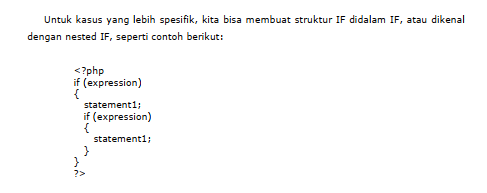 Untuk kasus yang lebih spesifik, kita bisa membuat struktur IF didalam IF, atau dikenal
dengan nested IF, seperti contoh berikut:
<?php
if (expression)
{
statement1;
if (expression)
{
statement1;
}
}
?>